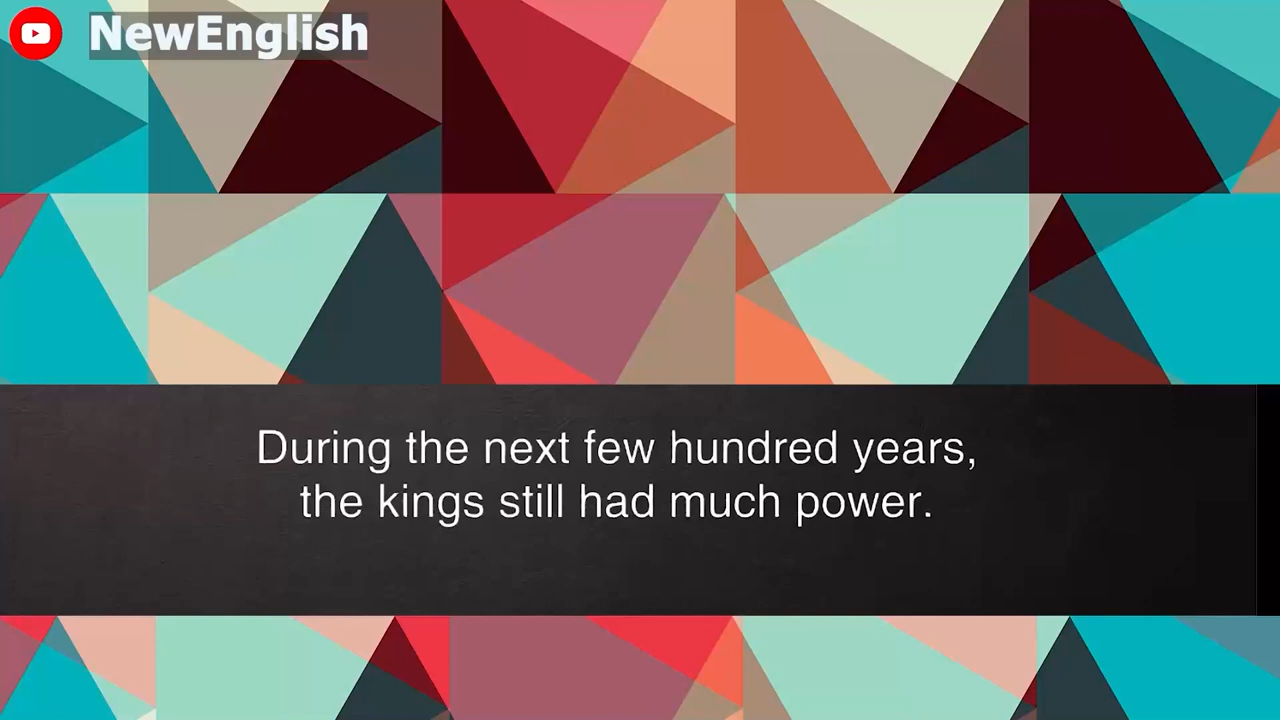 NewEnglish
During the next few hundred years,
the kings still had much power.